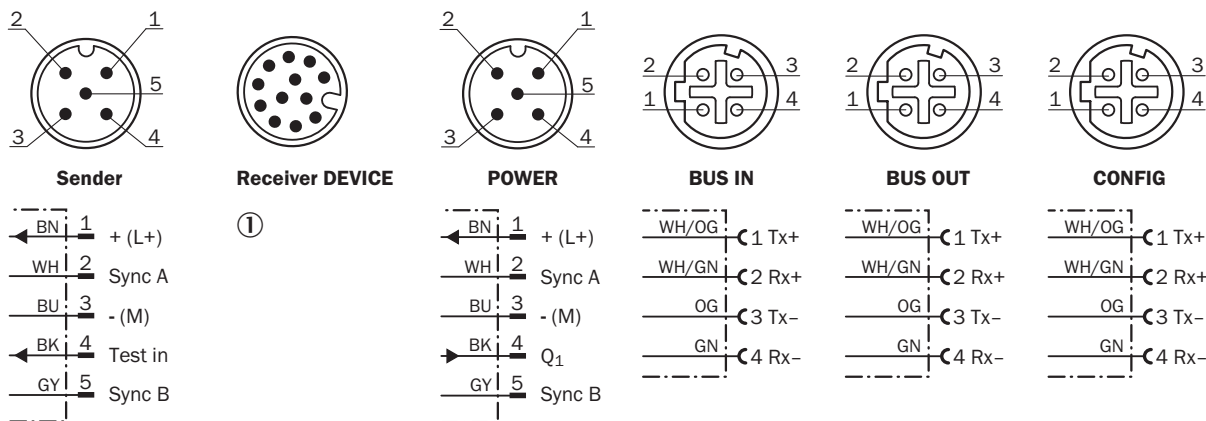 2 1
5
3 4
Sender
BN 1 + (L+)
WH 2 Sync A
BU 3 - (M)
BK 4 Test in
GY 5 Sync B
Receiver DEVICE
①
2 1
5
3 4
POWER
BN 1 + (L+)
WH 2 Sync A
BU 3 - (M)
BK 4 Q1
GY 5 Sync B
2 3
1 4
BUS IN
WH/OG 1 Tx+
WH/GN 2 Rx+
OG 3 Tx–
GN 4 Rx–
2 3
1 4
BUS OUT
WH/OG 1 Tx+
WH/GN 2 Rx+
OG 3 Tx–
GN 4 Rx–
2 3
1 4
CONFIG
WH/OG 1 Tx+
WH/GN 2 Rx+
OG 3 Tx–
GN 4 Rx–